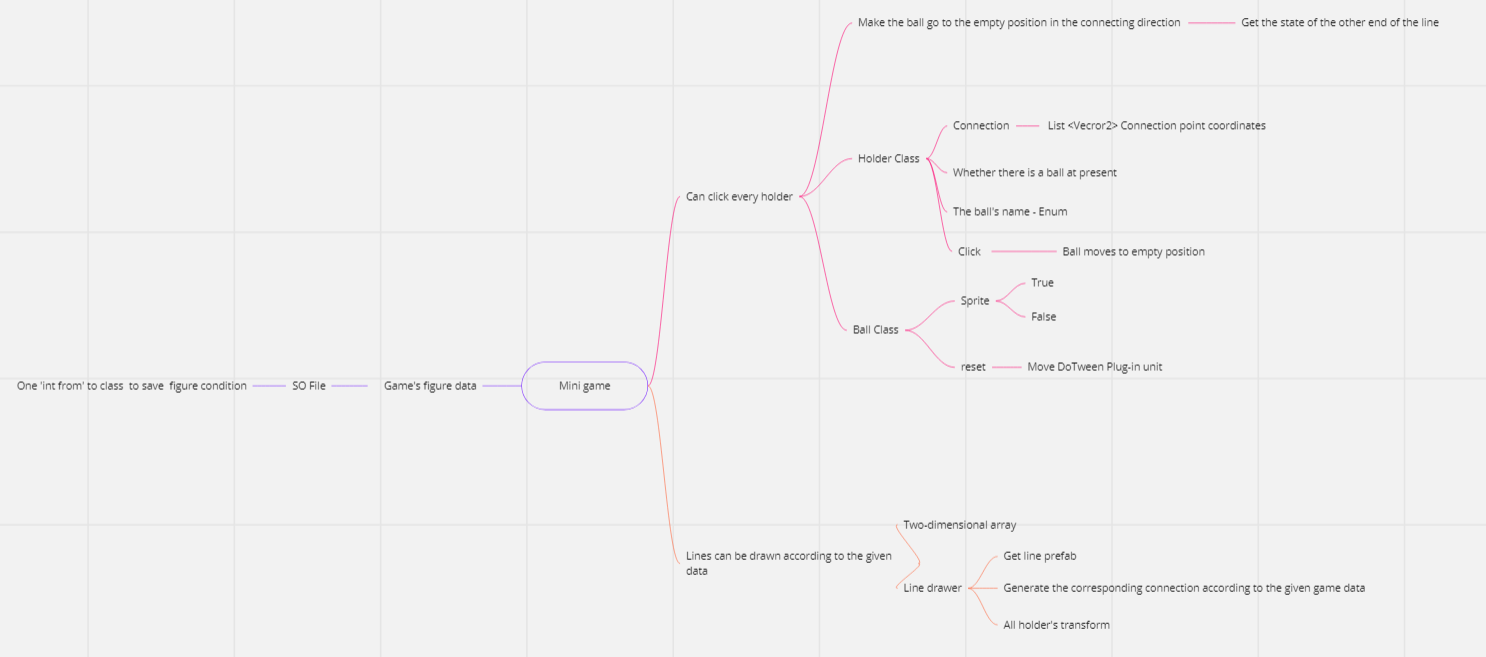 Make the ball go to the empty position in the connecting direction
Get the state of the other end of the line
Connection
List <Vecror2> Connection point coordinates
Holder Class
Whether there is a ball at present
Can click every holder
The ball's name - Enum
Click
Ball moves to empty position
True
Sprite
False
Ball Class
reset
Move DoTween Plug-in unit
One 'int from' to class to save figure condition
SO File
Game's figure data
Mini game
Two-dimensional array
Lines can be drawn according to the given
data
Get line prefab
Line drawer
Generate the corresponding connection according to the given game data
All holder's transform